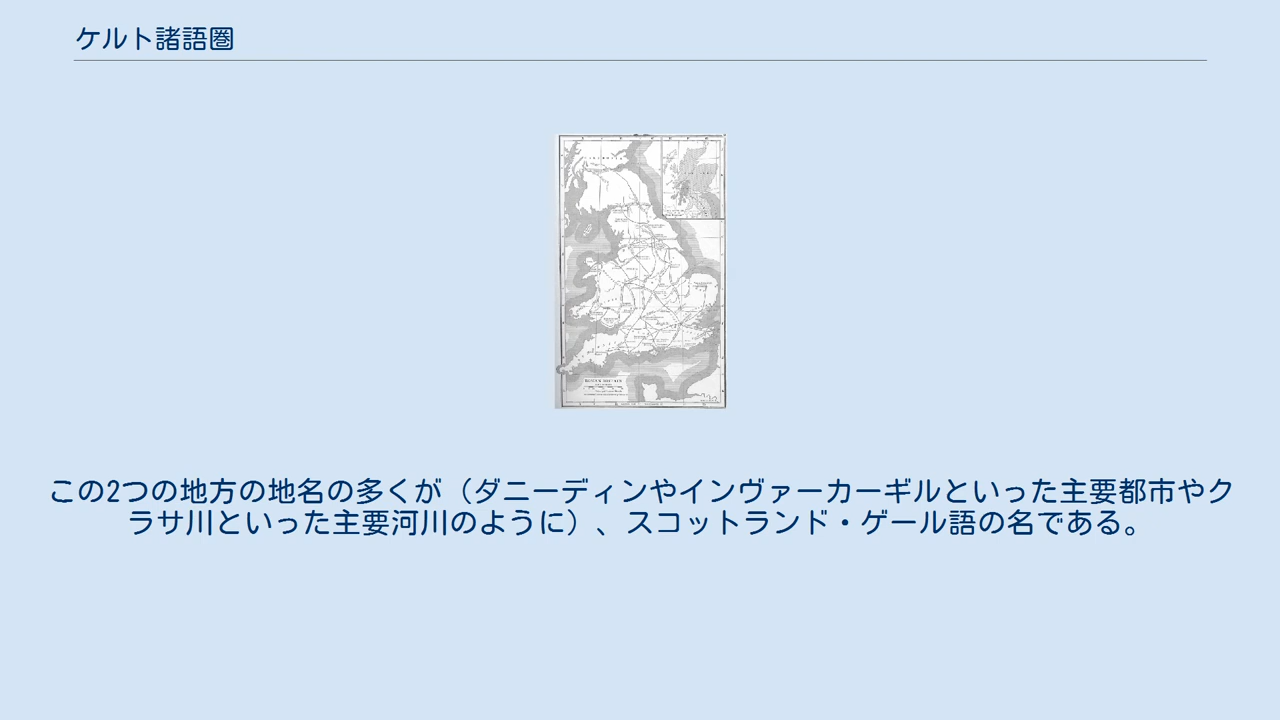 ケルト諸語圏
この2つの地方の地名の多くが（ダニーディンやインヴァーカーギルといった主要都市やク
ラサ川といった主要河川のように）、スコットランド・ゲール語の名である。